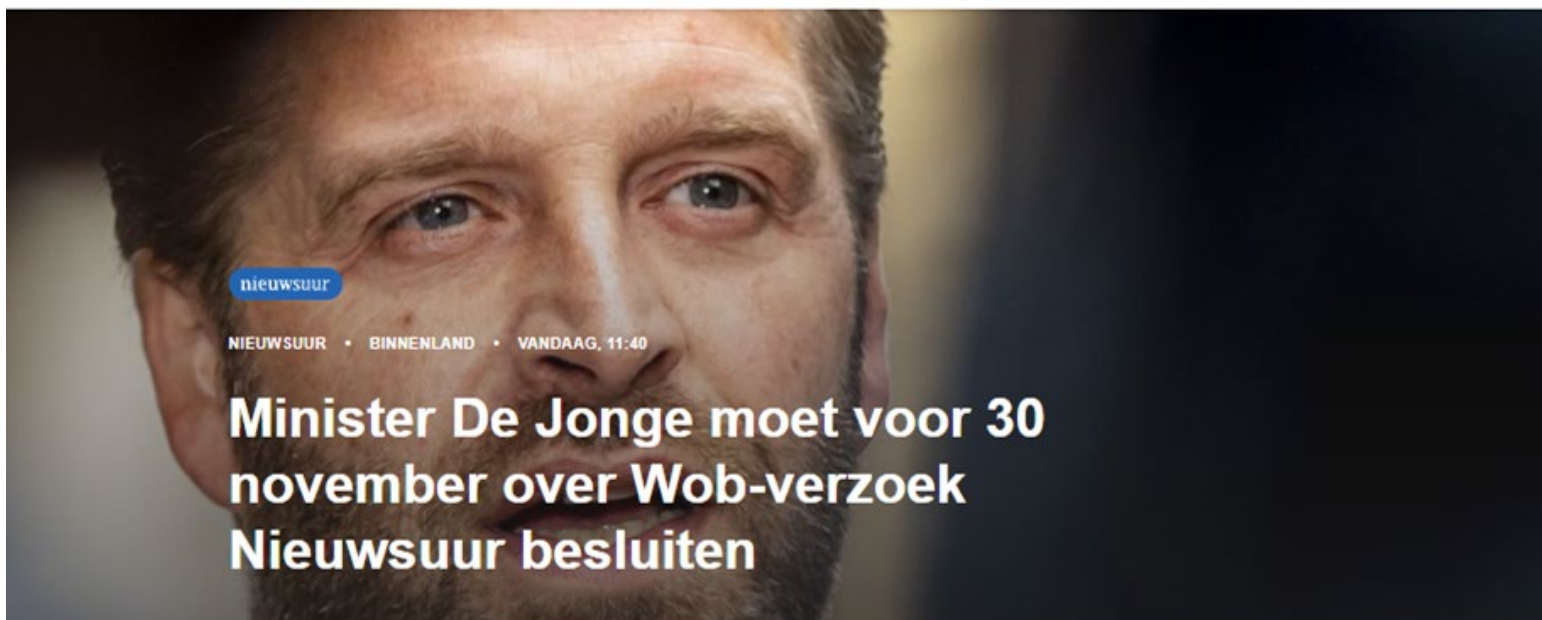 nieuwsuur
NIEUWSUUR • BINNENLAND • VANDAAG, 11:40
Minister De Jonge moet voor 30
november over Wob-verzoek
Nieuwsuur besluiten